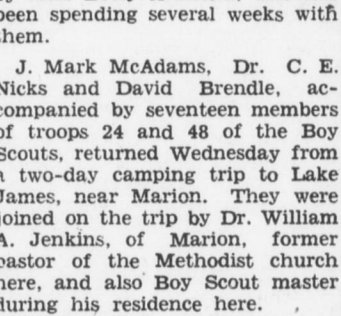 been spending several weeks with
them.
J. Mark McAdams, Dr. C. E.
Nicks and David Brendle, ac-
companied by seventeen members
of troops 24 and 48 of the Boy
Scouts, returned Wednesday from
a two-day camping trip to Lake
James, near Marion. They were
joined on the trip by Dr. William
A. Jenkins, of Marion, former
pastor of the Methodist church
here, and also Boy Scout master
during his residence here.